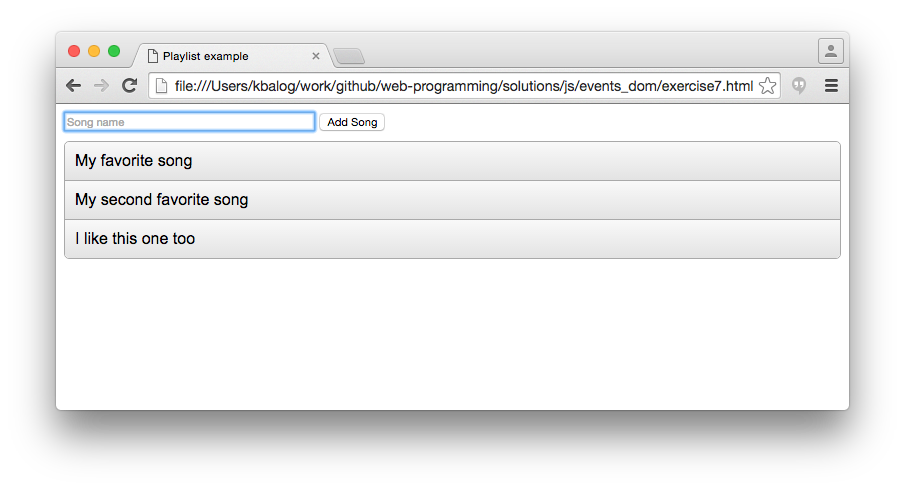 Playlist example
file:///Users/kbalog/work/github/web-programming/solutions/js/events_dom/exercise7.html
Song name Add Song
My favorite song
My second favorite song
I like this one too